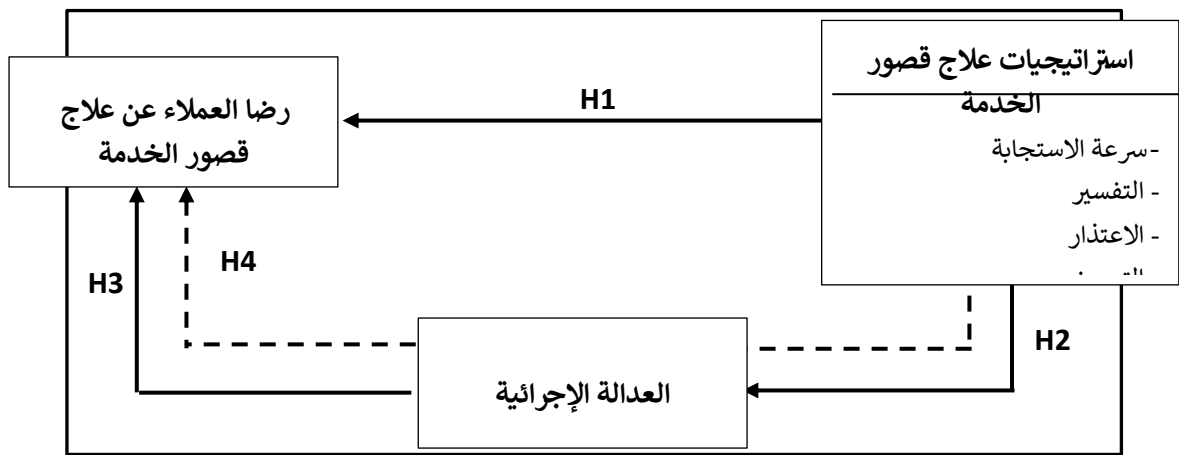 استراتيجيات علاج قصور
الخدمة
-سرعة الاستجابة
- التفسير
- الاعتذار
H1
رضا العملاء عن علاج
قصور الخدمة
H4
H3
H2
العدالة الإجرائية